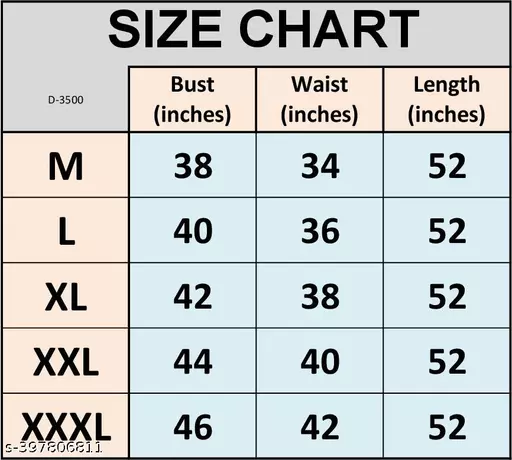 SIZE CHART
D-3500
Bust (inches) Waist (inches) Length (inches)
M 38 34 52
L 40 36 52
XL 42 38 52
XXL 44 40 52
XXXL 46 42 52
s-397806811